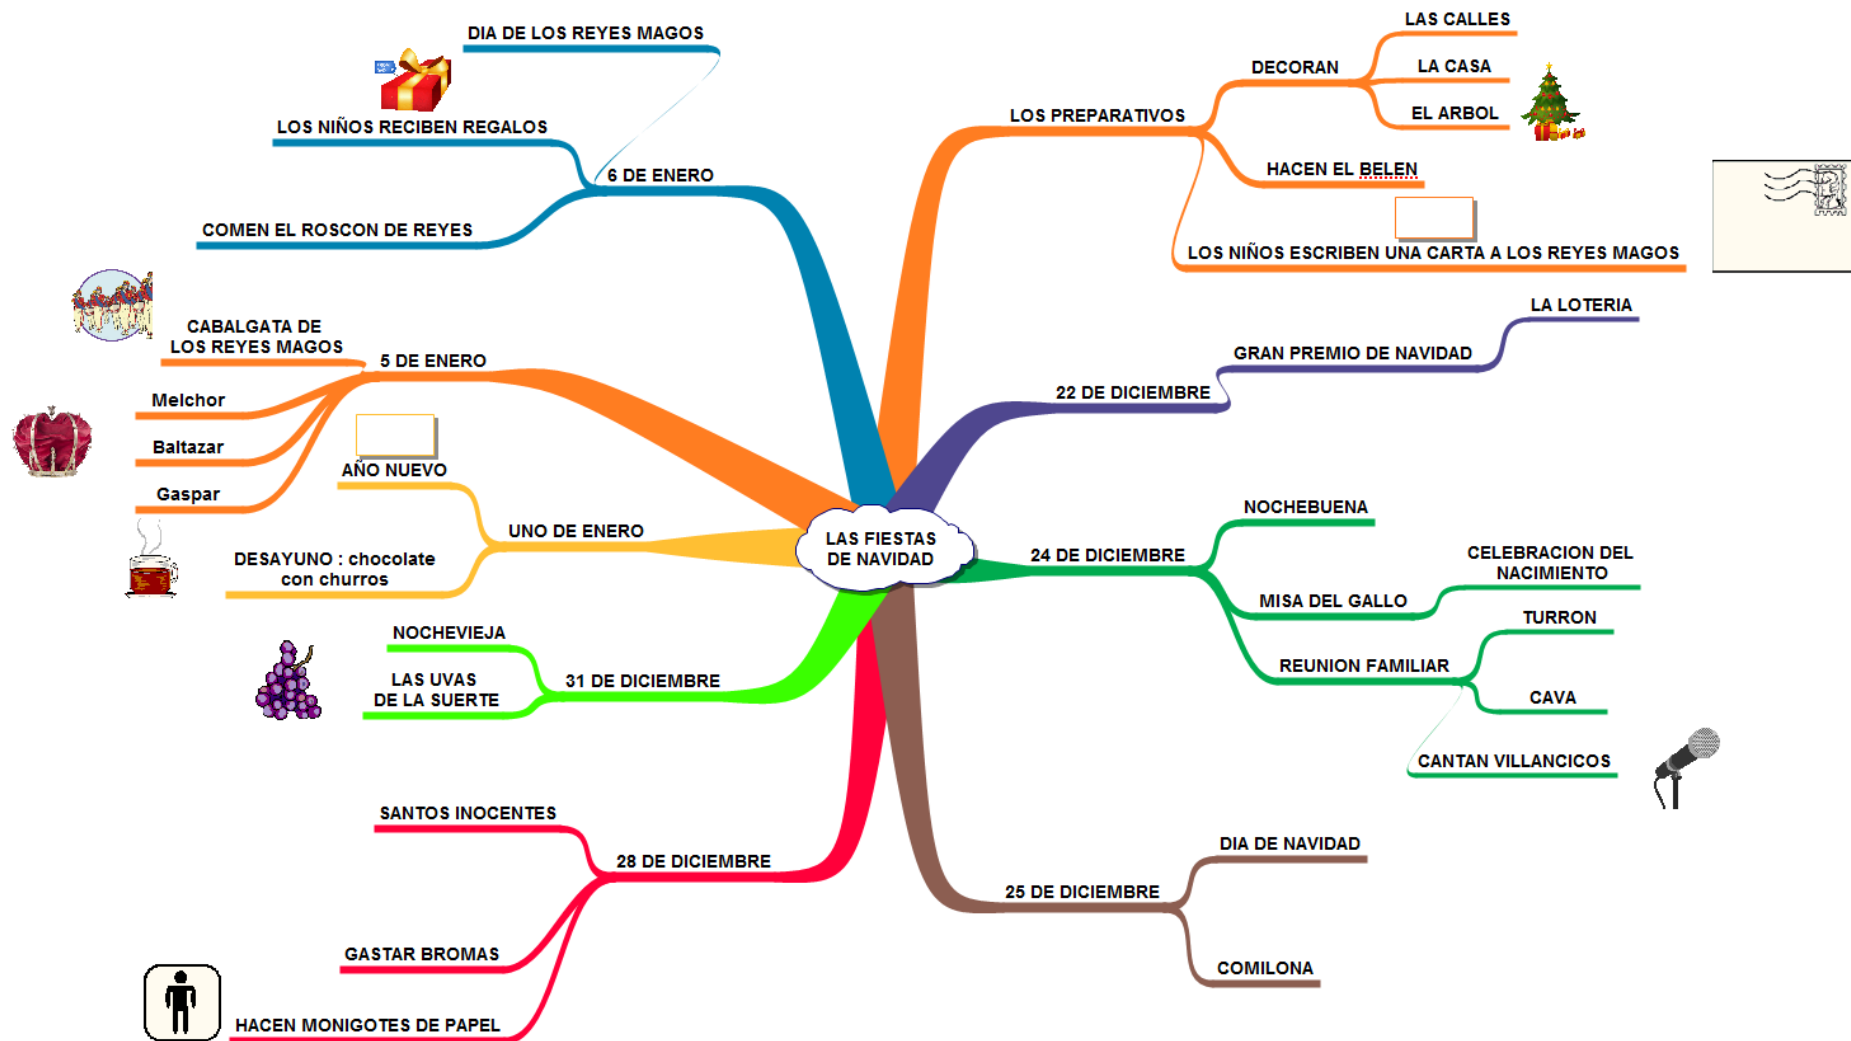 LAS FIESTAS
DE NAVIDAD
LOS PREPARATIVOS
DECORAN
LAS CALLES
LA CASA
EL ARBOL
HACEN EL BELEN
LOS NIÑOS ESCRIBEN UNA CARTA A LOS REYES MAGOS
22 DE DICIEMBRE
GRAN PREMIO DE NAVIDAD
LA LOTERIA
24 DE DICIEMBRE
NOCHEBUENA
MISA DEL GALLO
CELEBRACION DEL
NACIMIENTO
REUNION FAMILIAR
TURRON
CAVA
CANTAN VILLANCICOS
25 DE DICIEMBRE
DIA DE NAVIDAD
COMILONA
28 DE DICIEMBRE
SANTOS INOCENTES
GASTAR BROMAS
HACEN MONIGOTES DE PAPEL
31 DE DICIEMBRE
NOCHEVIEJA
LAS UVAS
DE LA SUERTE
UNO DE ENERO
AÑO NUEVO
DESAYUNO : chocolate
con churros
5 DE ENERO
CABALGATA DE
LOS REYES MAGOS
Melchor
Baltazar
Gaspar
6 DE ENERO
DIA DE LOS REYES MAGOS
LOS NIÑOS RECIBEN REGALOS
COMEN EL ROSCON DE REYES